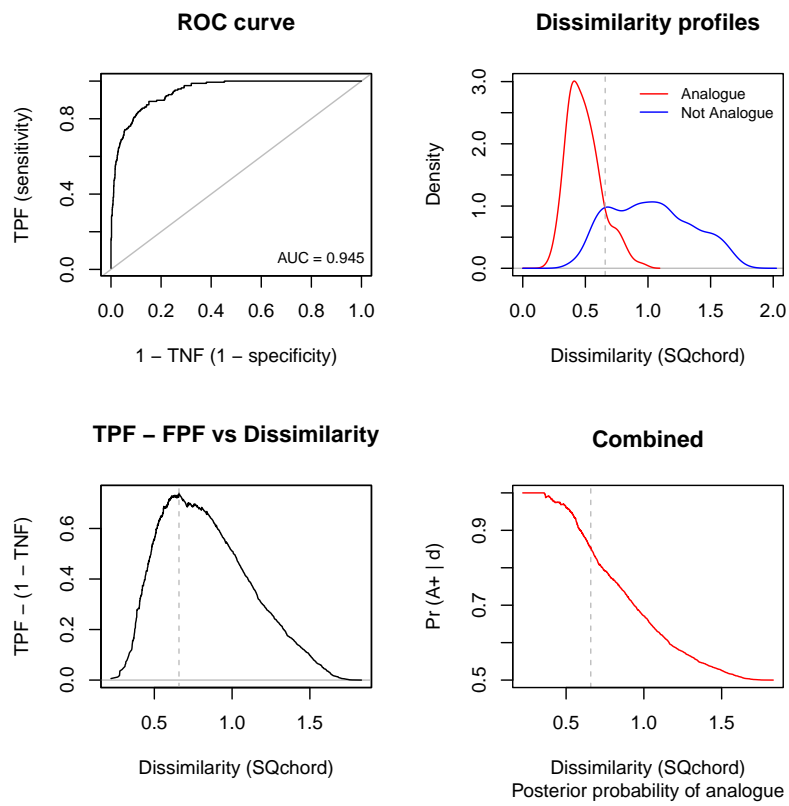 ROC curve
TPF (sensitivity)
0.0 0.4 0.8
AUC = 0.945
0.0 0.2 0.4 0.6 0.8 1.0
1 − TNF (1 − specificity)
Dissimilarity profiles
Density
0.0 1.0 2.0 3.0
Analogue
Not Analogue
0.0 0.5 1.0 1.5 2.0
Dissimilarity (SQchord)
TPF − FPF vs Dissimilarity
TPF − (1 − TNF)
0.0 0.2 0.4 0.6
0.5 1.0 1.5
Dissimilarity (SQchord)
Combined
Pr (A+ | d)
0.5 0.7 0.9
0.5 1.0 1.5
Dissimilarity (SQchord)
Posterior probability of analogue